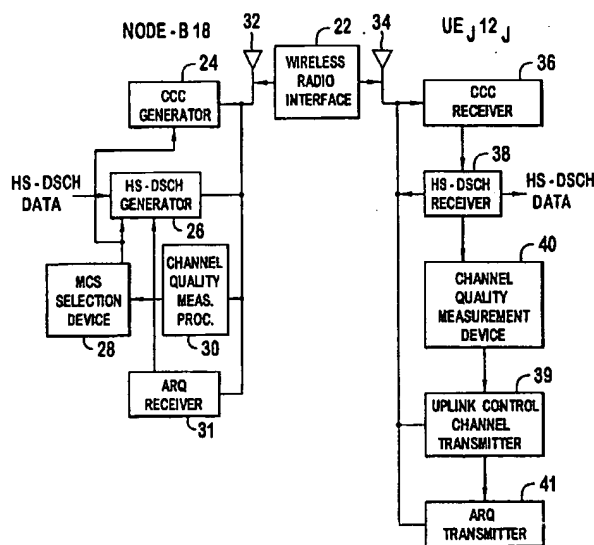 NODE-B 18
32
22
34
UEj 12j
24
CCC
GENERATOR
WIRELESS
RADIO
INTERFACE
36
CCC
RECEIVER
HS-DSCH
DATA
HS-DSCH
GENERATOR
26
38
HS-DSCH
RECEIVER
HS-DSCH
DATA
MCS
SELECTION
DEVICE
28
CHANNEL
QUALITY
MEAS.
PROC.
30
40
CHANNEL
QUALITY
MEASUREMENT
DEVICE
ARQ
RECEIVER
31
39
UPLINK CONTROL
CHANNEL
TRANSMITTER
41
ARQ
TRANSMITTER